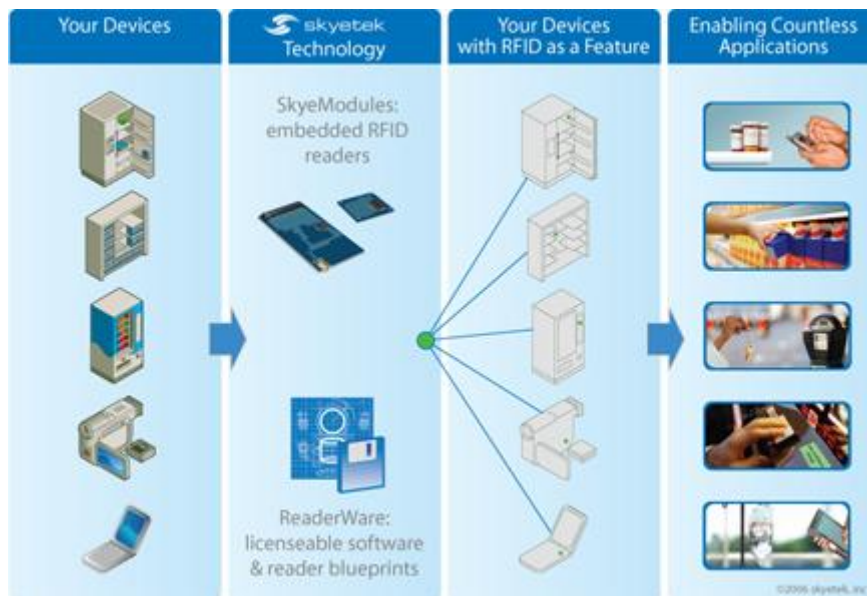 Your Devices
skyetek
Technology
Your Devices
with RFID as a Feature
Enabling Countless
Applications
SkyeModules:
embedded RFID
readers
ReaderWare:
licenseable software
& reader blueprints
©2006 skyetek, inc